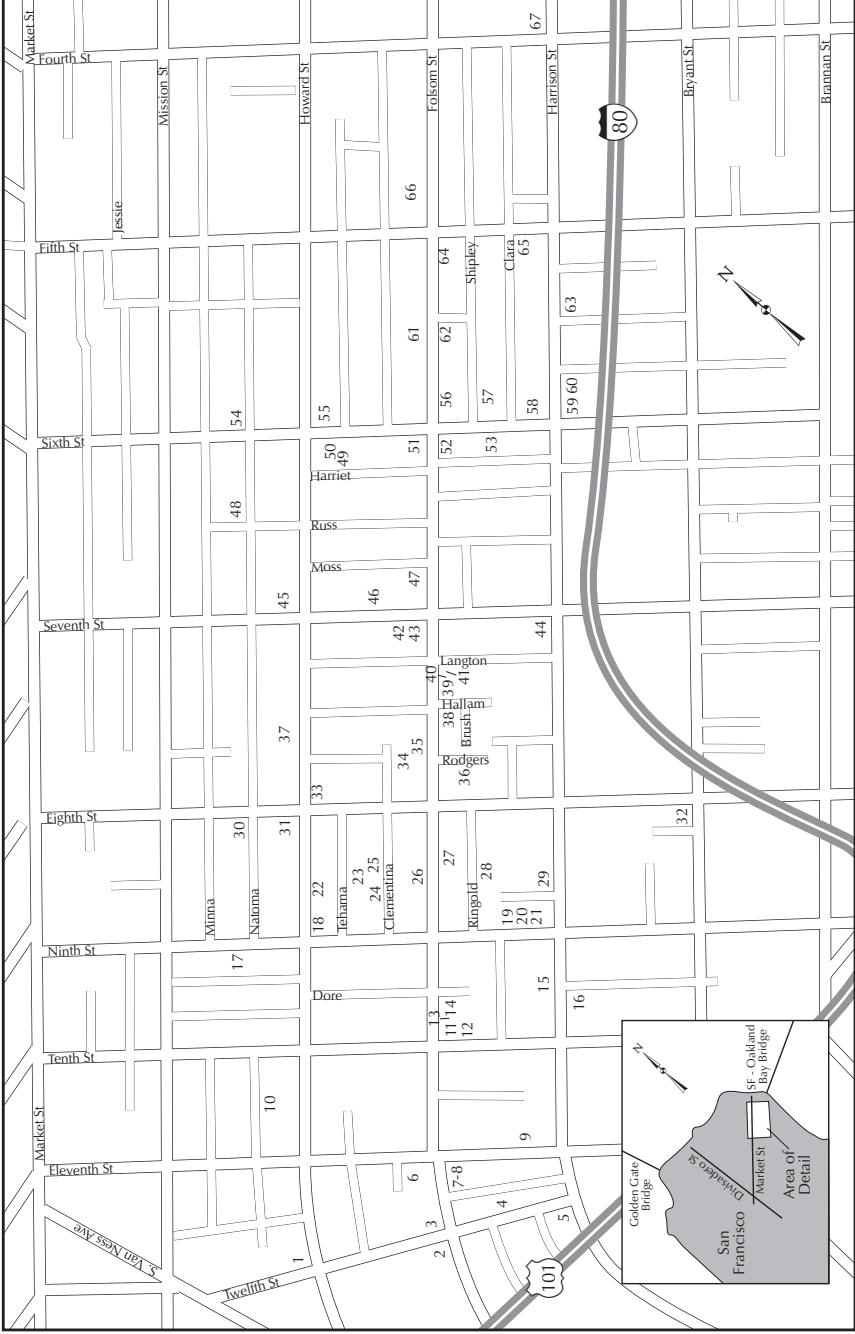 Market St
Fourth St
Mission St
Howard St
Folsom St
Harrison St
67
Bryant St
Brannan St
80
Jessie
66
Fifth St
64
Shipley
Clara
65
63
N
61
62
54
55
56
57
58
59 60
Sixth St
50
49
51
52
53
Harriet
48
Russ
Moss
45
46
47
Seventh St
42
43
44
Langton
40
39
41
Hallam
37
38
Brush
34
35
Rodgers
33
36
Eighth St
30
31
32
27
28
29
22
23
24
25
26
Minna
Natoma
18
Tehama
Clementina
Ringold
19
20
21
Ninth St
17
Dore
15
16
13
11
14
12
Tenth St
10
Market St
9
Eleventh St
6
7-8
4
5
3
2
1
S. Van Ness Ave
Twelfth St
101
N
Golden Gate
Bridge
SF - Oakland
Bay Bridge
Divisadero St
Market St
San
Francisco
Area of
Detail